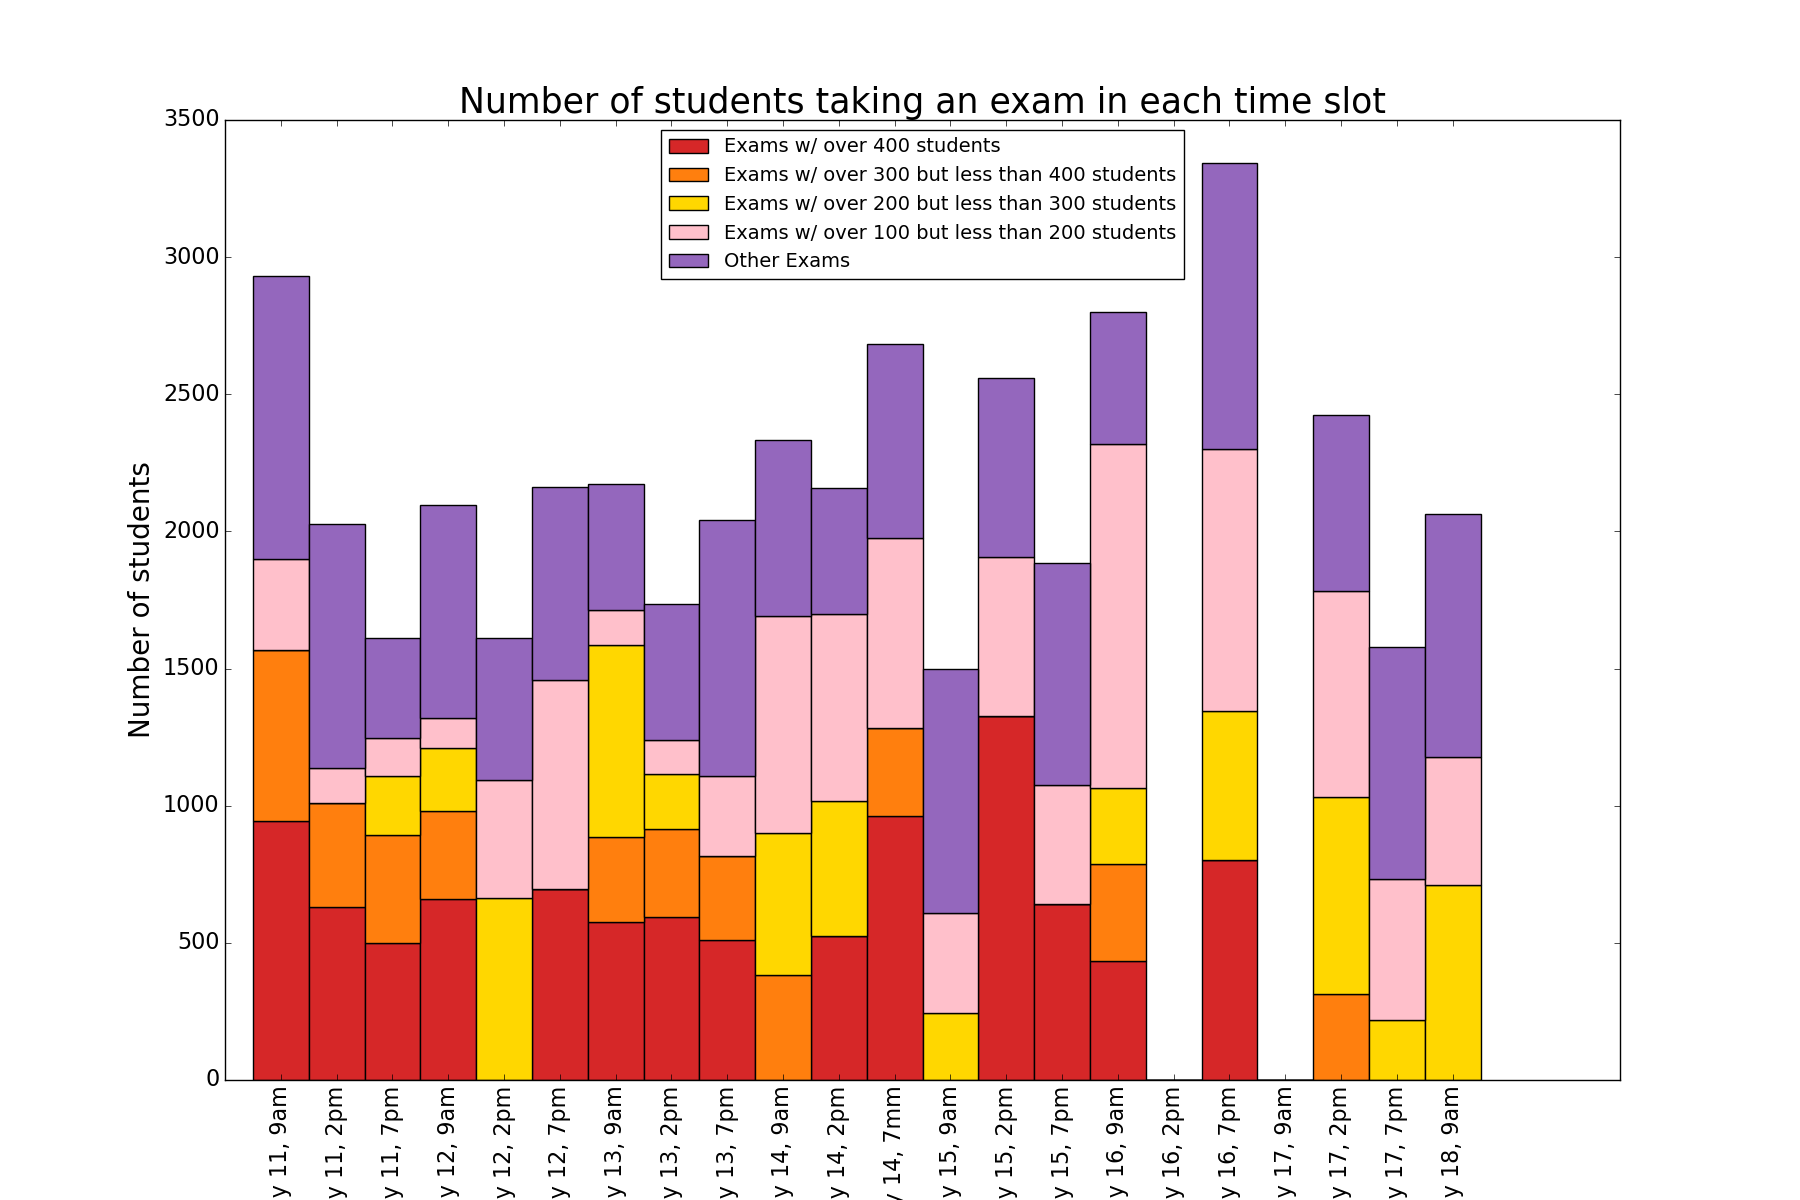 Number of students taking an exam in each time slot
Exams w/ over 400 students
Exams w/ over 300 but less than 400 students
Exams w/ over 200 but less than 300 students
Exams w/ over 100 but less than 200 students
Other Exams
Number of students
3500
3000
2500
2000
1500
1000
500
0
y 11, 9am
y 11, 2pm
y 11, 7pm
y 12, 9am
y 12, 2pm
y 12, 7pm
y 13, 9am
y 13, 2pm
y 13, 7pm
y 14, 9am
y 14, 2pm
y 14, 7mm
y 15, 9am
y 15, 2pm
y 15, 7pm
y 16, 9am
y 16, 2pm
y 16, 7pm
y 17, 9am
y 17, 2pm
y 17, 7pm
y 18, 9am